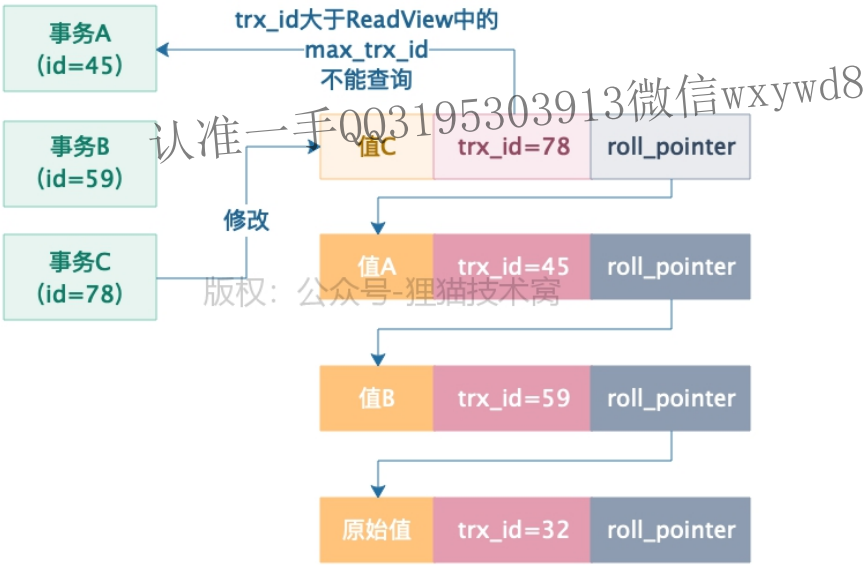 事务A
(id=45)
trx_id大于ReadView中的
max_trx_id
不能查询
认准一手QQ3195303913微信wxywd8
事务B
(id=59)
值C
trx_id=78
roll_pointer
修改
事务C
(id=78)
值A
trx_id=45
roll_pointer
版权：公众号-狸猫技术窝
值B
trx_id=59
roll_pointer
原始值
trx_id=32
roll_pointer